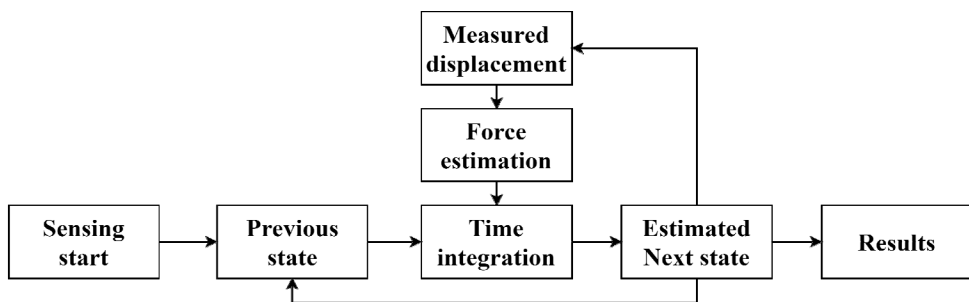 Measured
displacement
Force
estimation
Sensing
start
Previous
state
Time
integration
Estimated
Next state
Results